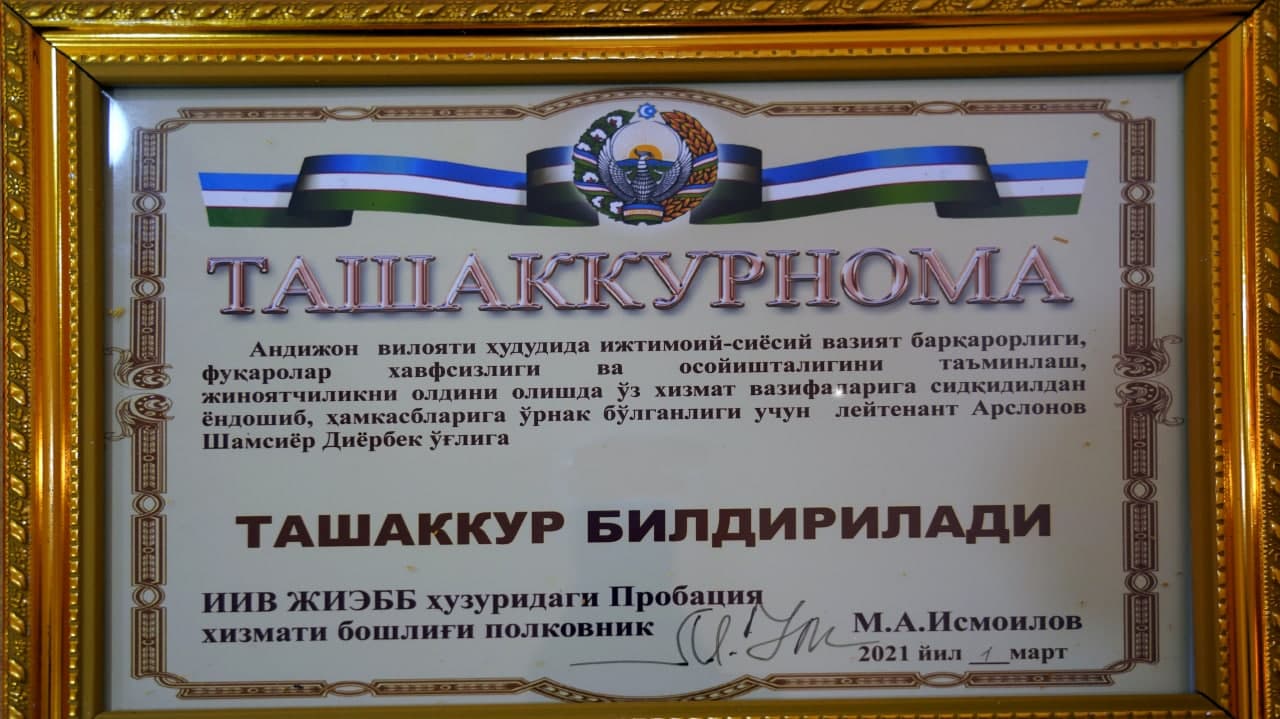 ТАШАККУРНОМА
Андижон вилояти ҳудудида ижтимоий-сиёсий вазият барқарорлиги,
фуқаролар хавфсизлиги ва осойишталигини таъминлаш,
жиноятчиликни олдини олишда ўз хизмат вазифаларига сидқидилдан
ёндошиб, ҳамкасбларига ўрнак бўлганлиги учун лейтенант Арслонов
Шамсиёр Диёрбек ўғлига
ТАШАККУР БИЛДИРИЛАДИ
ИИВ ЖИЭББ ҳузуридаги Пробация
хизмати бошлиғи полковник М.А.Исмоилов
2021 йил 1 март